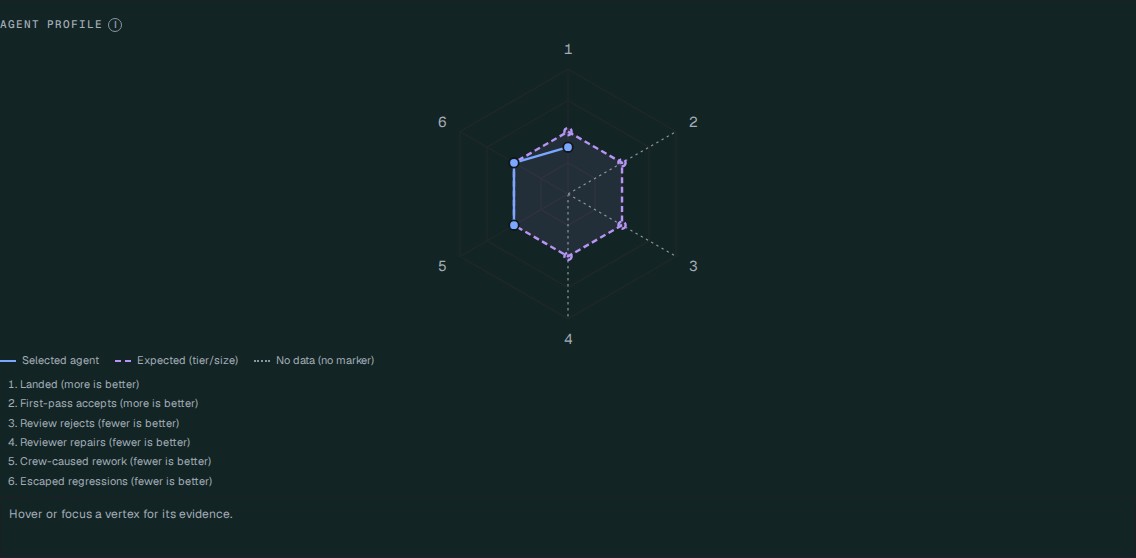 AGENT PROFILE i
1
6
2
5
3
4
Selected agent Expected (tier/size) No data (no marker)
1. Landed (more is better)
2. First-pass accepts (more is better)
3. Review rejects (fewer is better)
4. Reviewer repairs (fewer is better)
5. Crew-caused rework (fewer is better)
6. Escaped regressions (fewer is better)
Hover or focus a vertex for its evidence.